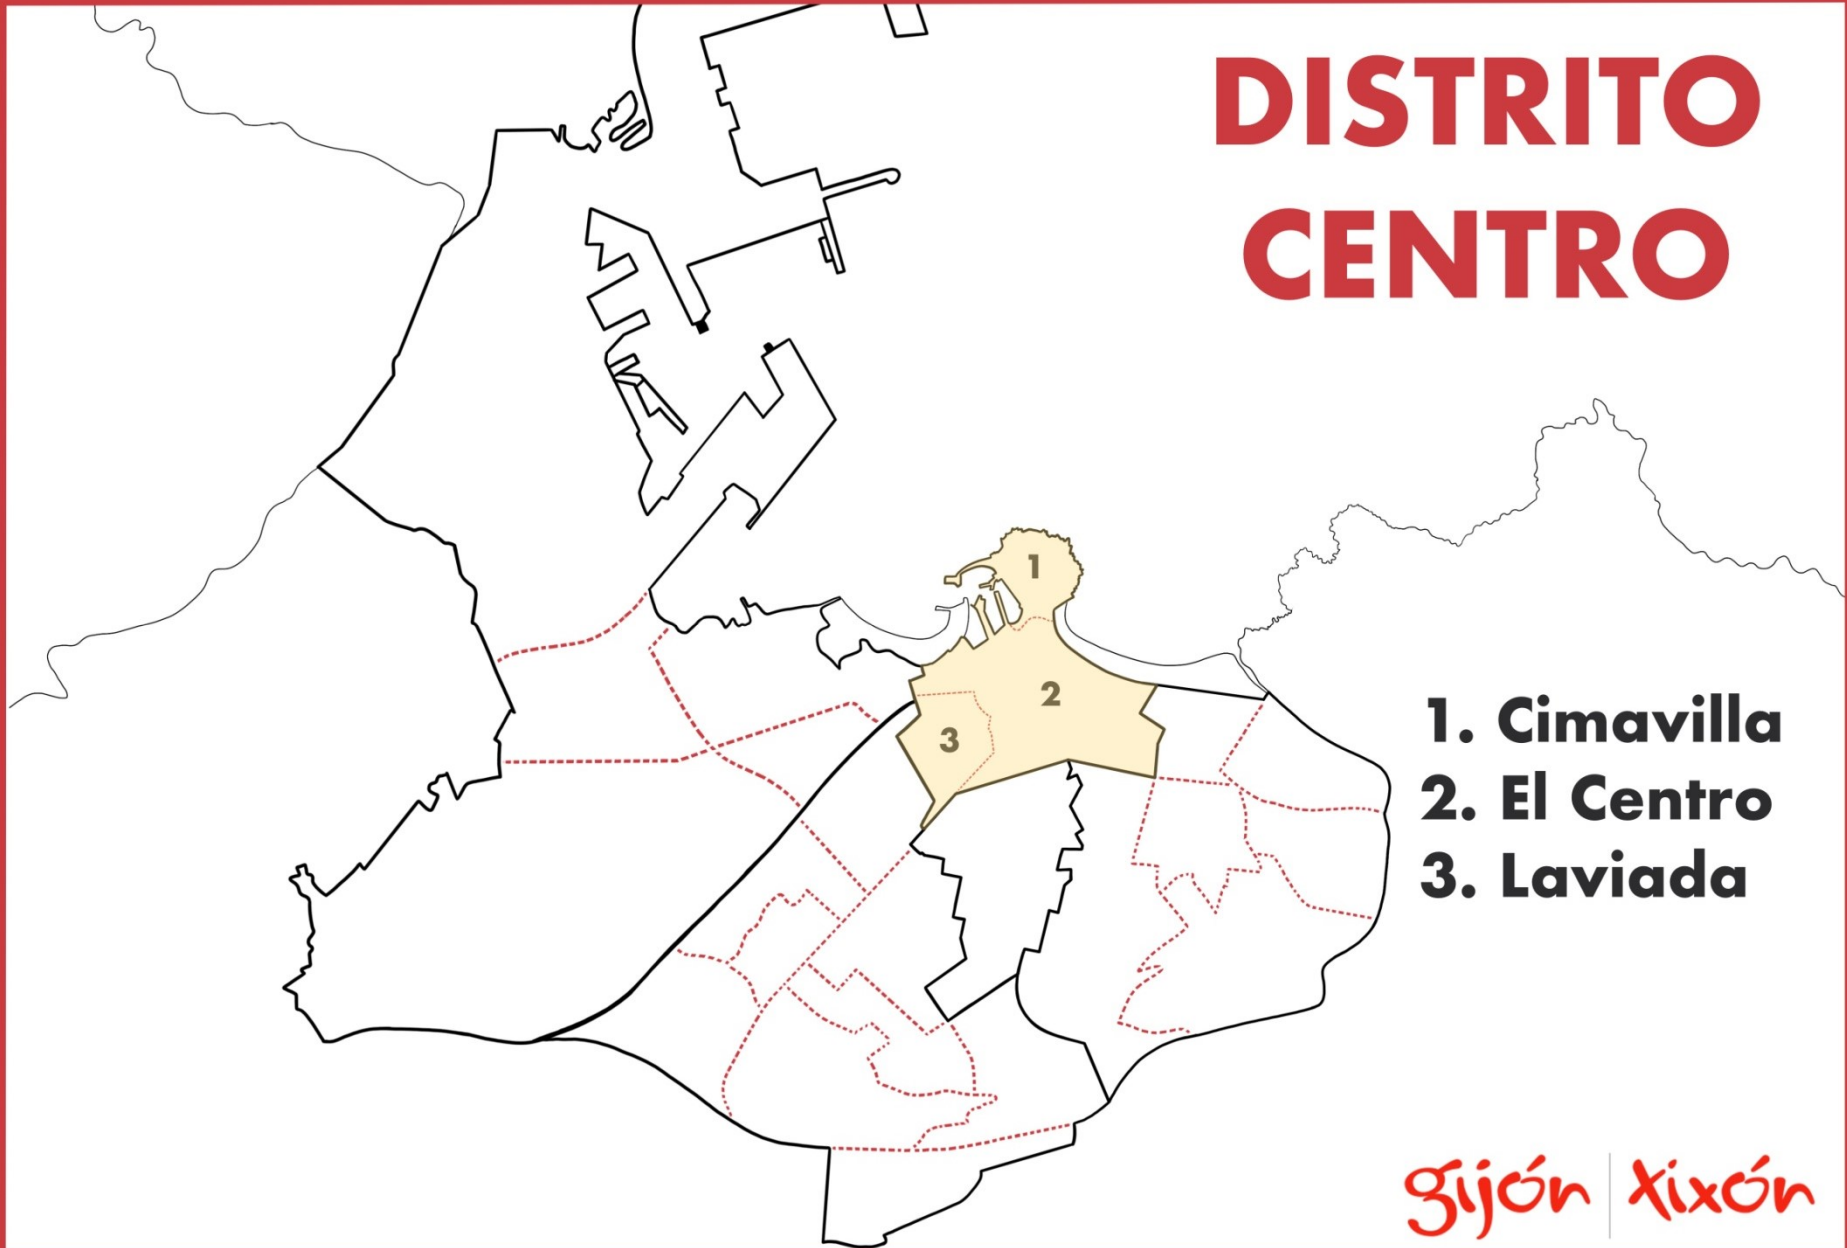 DISTRITO
CENTRO
1
2
3
1. Cimavilla
2. El Centro
3. Laviada
gijón xixón